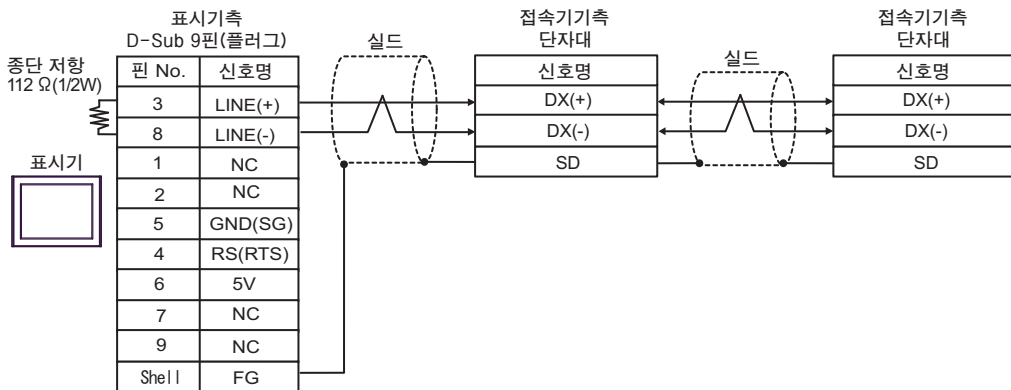 표시기측
D-Sub 9핀(플러그)
종단 저항
112 Ω(1/2W)
표시기
핀 No. 신호명
3 LINE(+)
8 LINE(-)
1 NC
2 NC
5 GND(SG)
4 RS(RTS)
6 5V
7 NC
9 NC
Shell FG
실드
접속기기측
단자대
신호명
DX(+)
DX(-)
SD
실드
접속기기측
단자대
신호명
DX(+)
DX(-)
SD